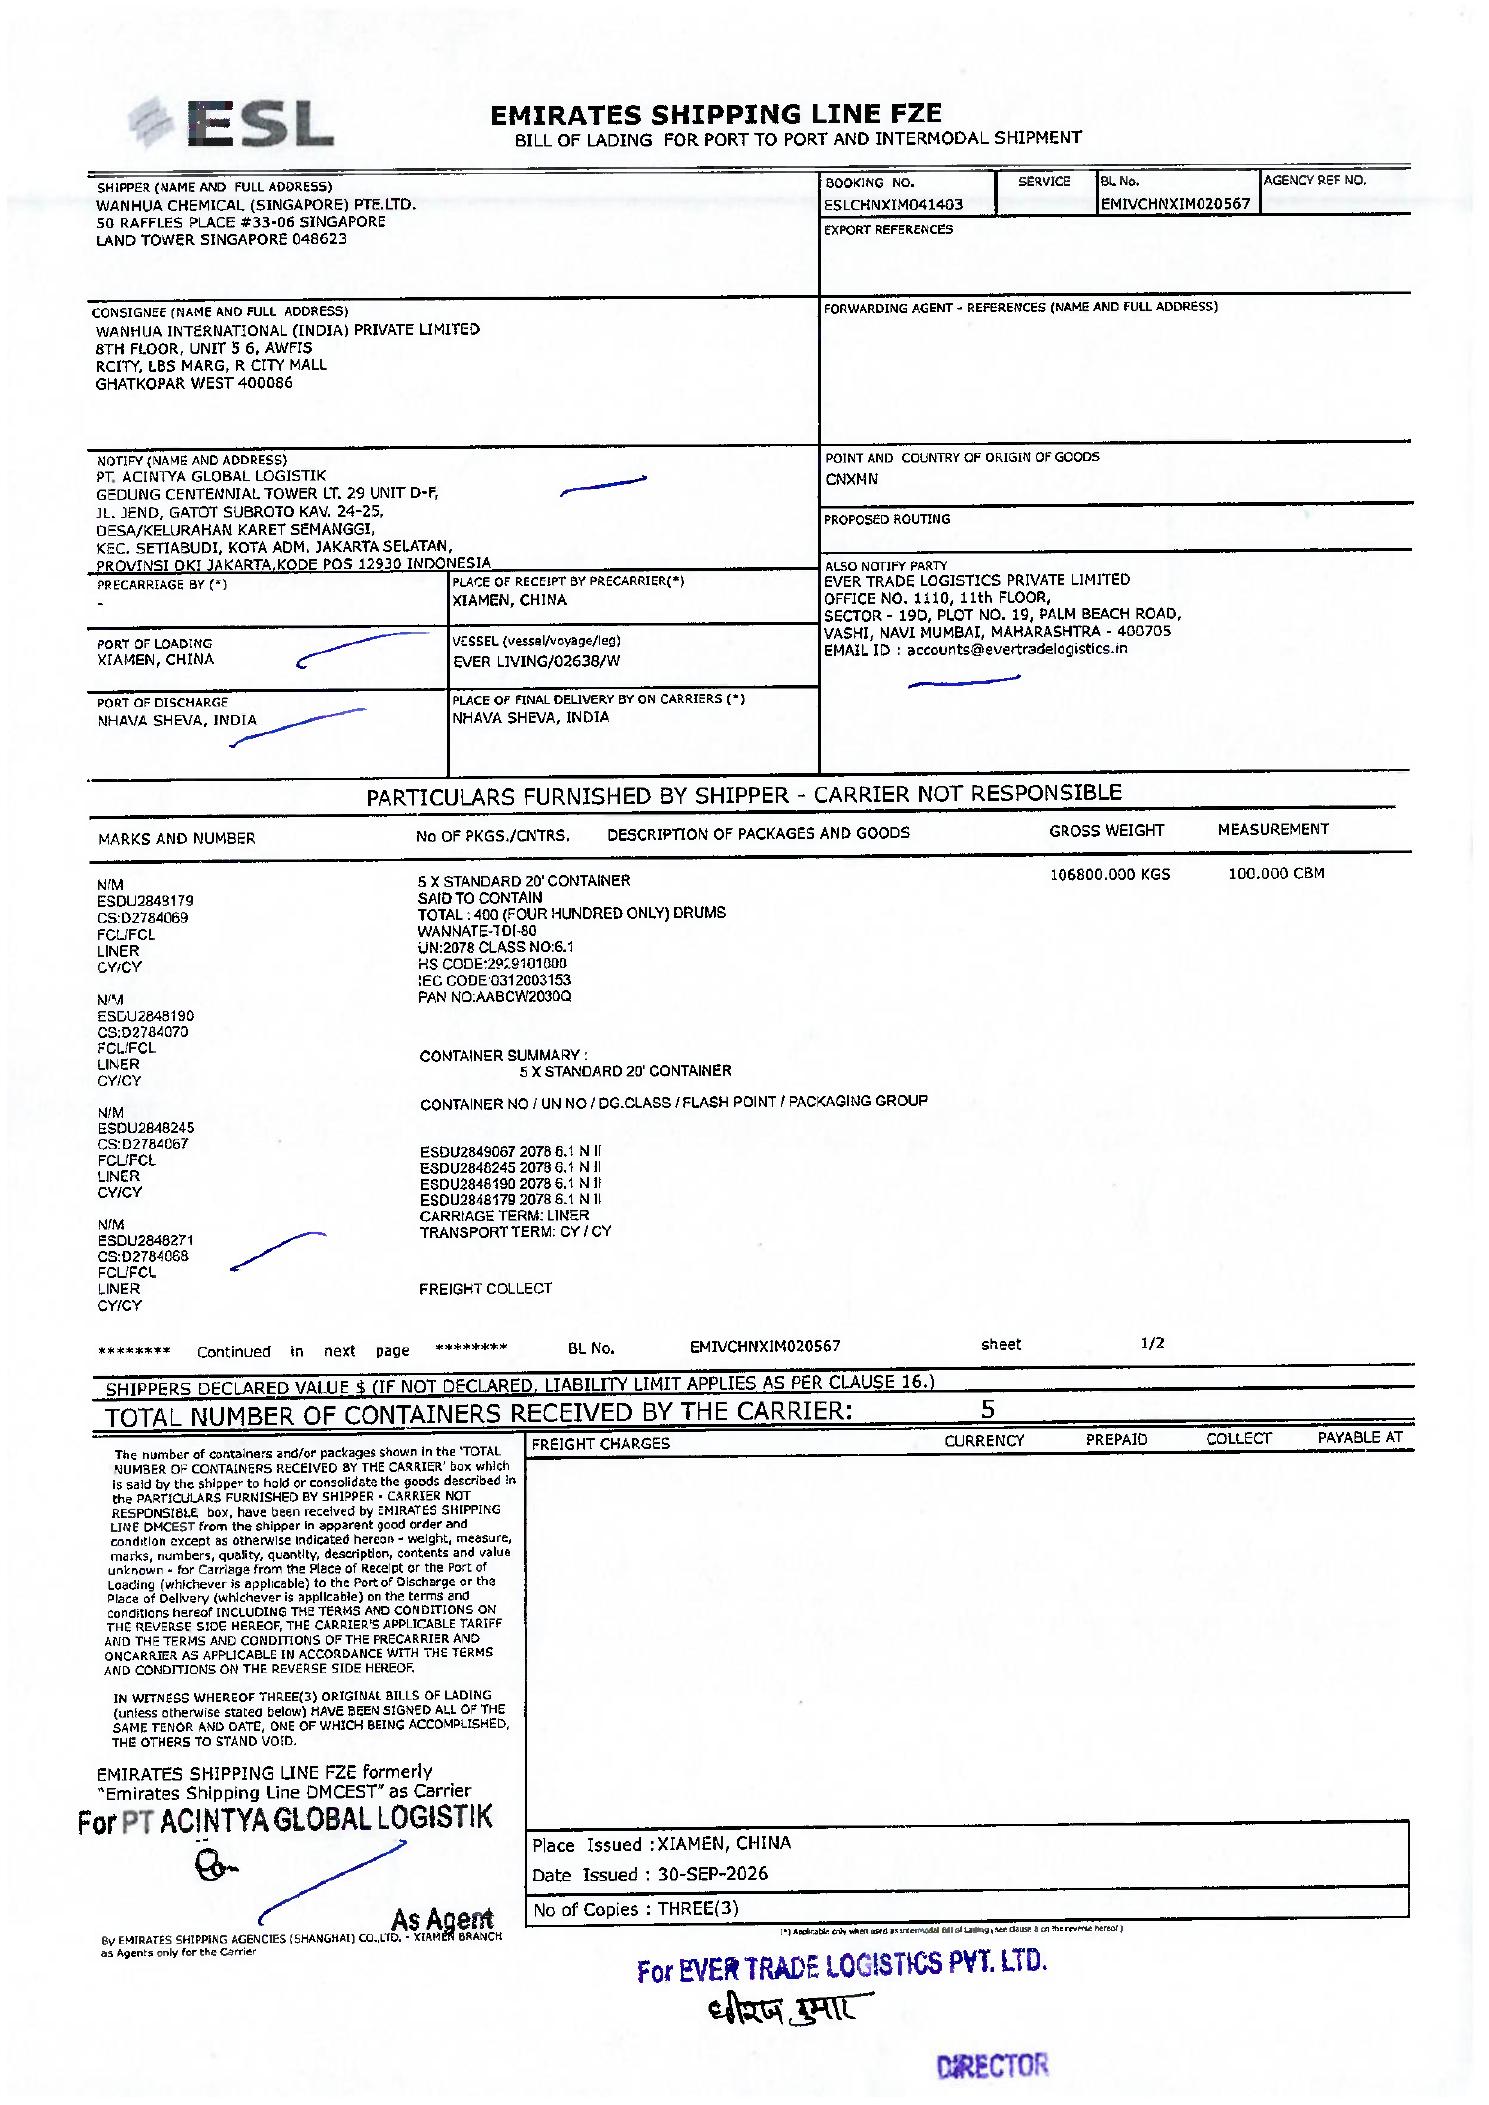 ESL
EMIRATES SHIPPING LINE FZE
BILL OF LADING FOR PORT TO PORT AND INTERMODAL SHIPMENT
SHIPPER (NAME AND FULL ADDRESS)
WANHUA CHEMICAL (SINGAPORE) PTE.LTD.
50 RAFFLES PLACE #33-06 SINGAPORE
LAND TOWER SINGAPORE 048623
BOOKING NO.
ESLCHNXIM041403
SERVICE
BL No.
EMIVCHNXIM020567
AGENCY REF NO.
EXPORT REFERENCES
CONSIGNEE (NAME AND FULL ADDRESS)
WANHUA INTERNATIONAL (INDIA) PRIVATE LIMITED
8TH FLOOR, UNIT 5 6, AWFIS
RCITY, LBS MARG, R CITY MALL
GHATKOPAR WEST 400086
FORWARDING AGENT - REFERENCES (NAME AND FULL ADDRESS)
NOTIFY (NAME AND ADDRESS)
PT. ACINTYA GLOBAL LOGISTIK
GEDUNG CENTENNIAL TOWER LT. 29 UNIT D-F,
JL. JEND, GATOT SUBROTO KAV. 24-25,
DESA/KELURAHAN KARET SEMANGGI,
KEC. SETIABUDI, KOTA ADM. JAKARTA SELATAN,
PROVINSI DKI JAKARTA,KODE POS 12930 INDONESIA
POINT AND COUNTRY OF ORIGIN OF GOODS
CNXMN
PROPOSED ROUTING
ALSO NOTIFY PARTY
EVER TRADE LOGISTICS PRIVATE LIMITED
OFFICE NO. 1110, 11th FLOOR,
SECTOR - 19D, PLOT NO. 19, PALM BEACH ROAD,
VASHI, NAVI MUMBAI, MAHARASHTRA - 400705
EMAIL ID : accounts@evertradelogistics.in
PRECARRIAGE BY (*)
-
PLACE OF RECEIPT BY PRECARRIER(*)
XIAMEN, CHINA
PORT OF LOADING
XIAMEN, CHINA
VESSEL (vessel/voyage/leg)
EVER LIVING/02638/W
PORT OF DISCHARGE
NHAVA SHEVA, INDIA
PLACE OF FINAL DELIVERY BY ON CARRIERS (*)
NHAVA SHEVA, INDIA
PARTICULARS FURNISHED BY SHIPPER - CARRIER NOT RESPONSIBLE
MARKS AND NUMBER
No OF PKGS./CNTRS. DESCRIPTION OF PACKAGES AND GOODS
GROSS WEIGHT
MEASUREMENT
N/M
ESDU2848179
CS:D2784069
FCL/FCL
LINER
CY/CY
N/M
ESDU2848190
CS:D2784070
FCL/FCL
LINER
CY/CY
N/M
ESDU2848245
CS:D2784067
FCL/FCL
LINER
CY/CY
N/M
ESDU2848271
CS:D2784068
FCL/FCL
LINER
CY/CY
5 X STANDARD 20' CONTAINER
SAID TO CONTAIN
TOTAL : 400 (FOUR HUNDRED ONLY) DRUMS
WANNATE-TDI-80
UN:2078 CLASS NO:6.1
HS CODE:2929101000
IEC CODE:0312003153
PAN NO:AABCW2030Q
CONTAINER SUMMARY :
5 X STANDARD 20' CONTAINER
CONTAINER NO / UN NO / DG.CLASS / FLASH POINT / PACKAGING GROUP
ESDU2849067 2078 6.1 N II
ESDU2848245 2078 6.1 N II
ESDU2848190 2078 6.1 N II
ESDU2848179 2078 6.1 N II
CARRIAGE TERM: LINER
TRANSPORT TERM: CY / CY
FREIGHT COLLECT
106800.000 KGS
100.000 CBM
******** Continued in next page ********
BL No. EMIVCHNXIM020567 sheet 1/2
SHIPPERS DECLARED VALUE $ (IF NOT DECLARED, LIABILITY LIMIT APPLIES AS PER CLAUSE 16.)
TOTAL NUMBER OF CONTAINERS RECEIVED BY THE CARRIER: 5
The number of containers and/or packages shown in the 'TOTAL
NUMBER OF CONTAINERS RECEIVED BY THE CARRIER' box which
is said by the shipper to hold or consolidate the goods described in
the PARTICULARS FURNISHED BY SHIPPER - CARRIER NOT
RESPONSIBLE box, have been received by EMIRATES SHIPPING
LINE DMCEST from the shipper in apparent good order and
condition except as otherwise indicated hereon - weight, measure,
marks, numbers, quality, quantity, description, contents and value
unknown - for Carriage from the Place of Receipt or the Port of
Loading (whichever is applicable) to the Port of Discharge or the
Place of Delivery (whichever is applicable) on the terms and
conditions hereof INCLUDING THE TERMS AND CONDITIONS ON
THE REVERSE SIDE HEREOF, THE CARRIER'S APPLICABLE TARIFF
AND THE TERMS AND CONDITIONS OF THE PRECARRIER AND
ONCARRIER AS APPLICABLE IN ACCORDANCE WITH THE TERMS
AND CONDITIONS ON THE REVERSE SIDE HEREOF.
IN WITNESS WHEREOF THREE(3) ORIGINAL BILLS OF LADING
(unless otherwise stated below) HAVE BEEN SIGNED ALL OF THE
SAME TENOR AND DATE, ONE OF WHICH BEING ACCOMPLISHED,
THE OTHERS TO STAND VOID.
EMIRATES SHIPPING LINE FZE formerly
"Emirates Shipping Line DMCEST" as Carrier
For PT ACINTYA GLOBAL LOGISTIK
As Agent
By EMIRATES SHIPPING AGENCIES (SHANGHAI) CO.,LTD. - XIAMEN BRANCH
as Agents only for the Carrier
FREIGHT CHARGES
CURRENCY
PREPAID
COLLECT
PAYABLE AT
Place Issued : XIAMEN, CHINA
Date Issued : 30-SEP-2026
No of Copies : THREE(3)
(*) Applicable only when used as Intermodal Bill of Lading ( see clause 8 on the reverse hereof )
For EVER TRADE LOGISTICS PVT. LTD.
धीरज कुमार
DIRECTOR